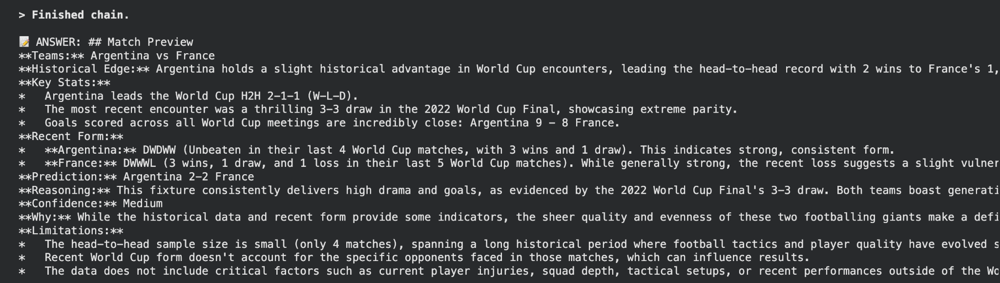 > Finished chain.
📝 ANSWER: ## Match Preview
**Teams:** Argentina vs France
**Historical Edge:** Argentina holds a slight historical advantage in World Cup encounters, leading the head-to-head record with 2 wins to France's 1,
**Key Stats:**
*   Argentina leads the World Cup H2H 2-1-1 (W-L-D).
*   The most recent encounter was a thrilling 3-3 draw in the 2022 World Cup Final, showcasing extreme parity.
*   Goals scored across all World Cup meetings are incredibly close: Argentina 9 - 8 France.
**Recent Form:**
*   **Argentina:** DWDWW (Unbeaten in their last 4 World Cup matches, with 3 wins and 1 draw). This indicates strong, consistent form.
*   **France:** DWWWL (3 wins, 1 draw, and 1 loss in their last 5 World Cup matches). While generally strong, the recent loss suggests a slight vulner
**Prediction:** Argentina 2-2 France
**Reasoning:** This fixture consistently delivers high drama and goals, as evidenced by the 2022 World Cup Final's 3-3 draw. Both teams boast generati
**Confidence:** Medium
**Why:** While the historical data and recent form provide some indicators, the sheer quality and evenness of these two footballing giants make a defi
**Limitations:**
*   The head-to-head sample size is small (only 4 matches), spanning a long historical period where football tactics and player quality have evolved s
*   Recent World Cup form doesn't account for the specific opponents faced in those matches, which can influence results.
*   The data does not include critical factors such as current player injuries, squad depth, tactical setups, or recent performances outside of the Wo